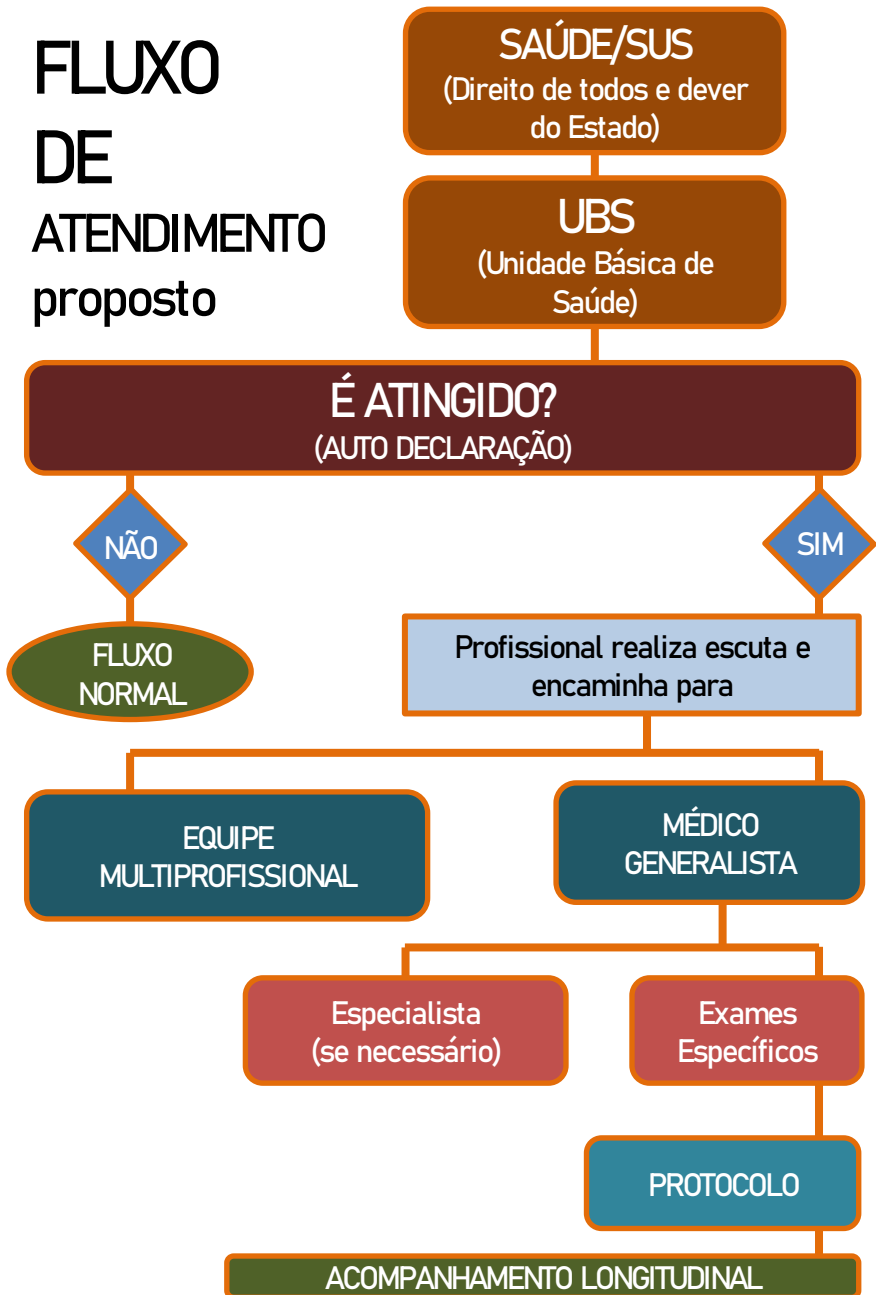 FLUXO
DE
ATENDIMENTO
proposto
SAÚDE/SUS
(Direito de todos e dever
do Estado)
UBS
(Unidade Básica de
Saúde)
É ATINGIDO?
(AUTO DECLARAÇÃO)
NÃO
SIM
FLUXO
NORMAL
Profissional realiza escuta e
encaminha para
EQUIPE
MULTIPROFISSIONAL
MÉDICO
GENERALISTA
Especialista
(se necessário)
Exames
Específicos
PROTOCOLO
ACOMPANHAMENTO LONGITUDINAL